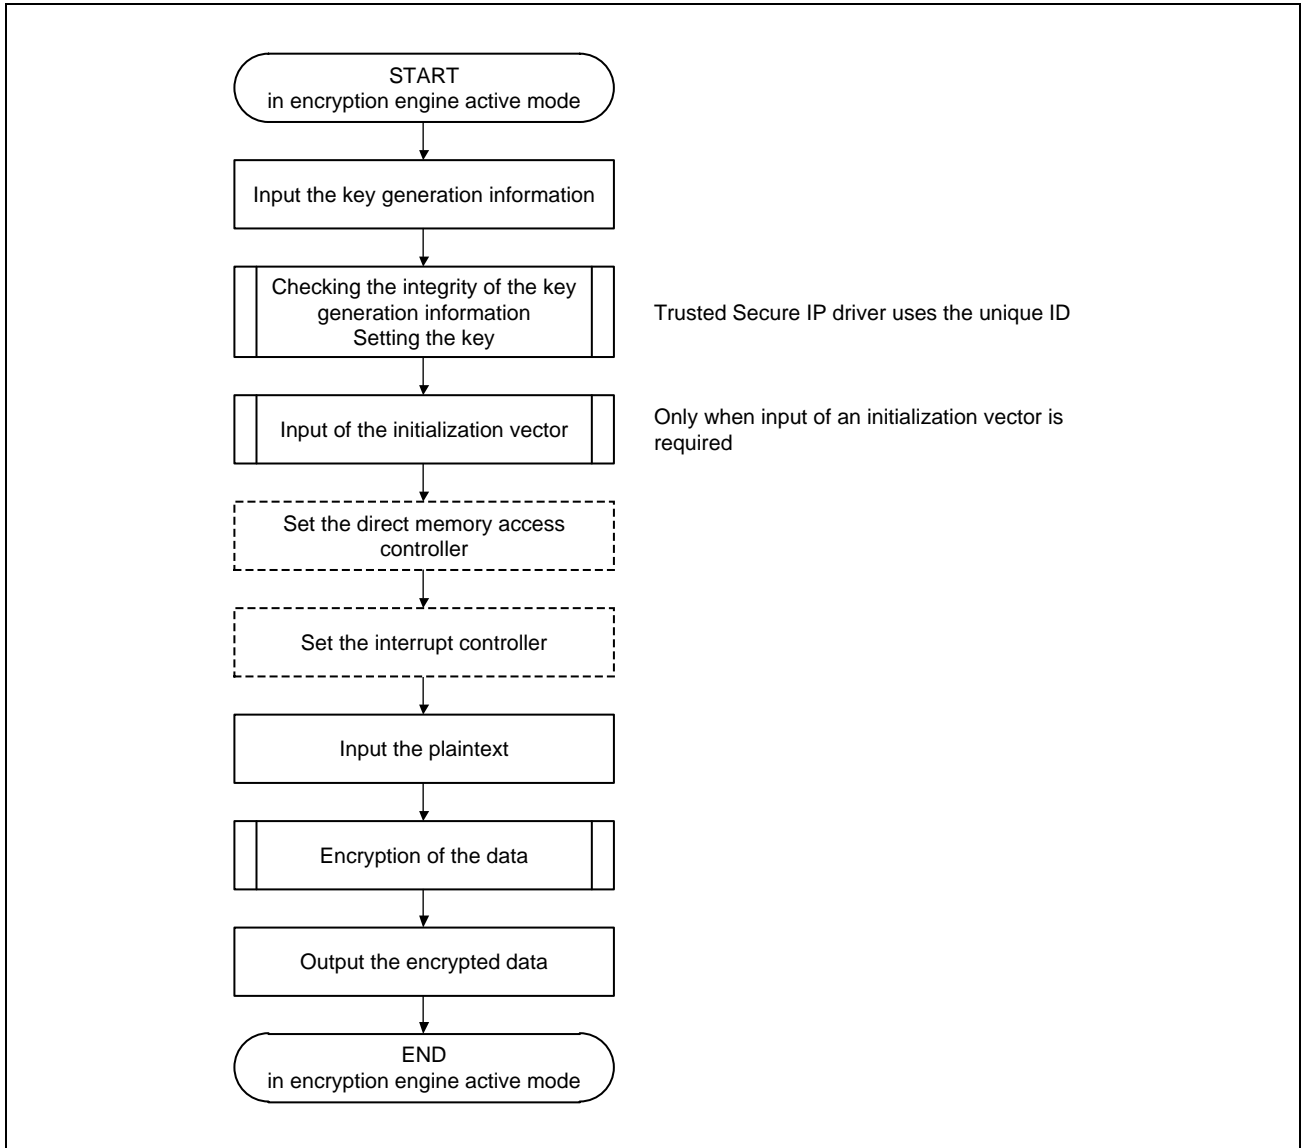 START
in encryption engine active mode
Input the key generation information
Checking the integrity of the key
generation information
Setting the key
Trusted Secure IP driver uses the unique ID
Input of the initialization vector
Only when input of an initialization vector is
required
Set the direct memory access
controller
Set the interrupt controller
Input the plaintext
Encryption of the data
Output the encrypted data
END
in encryption engine active mode